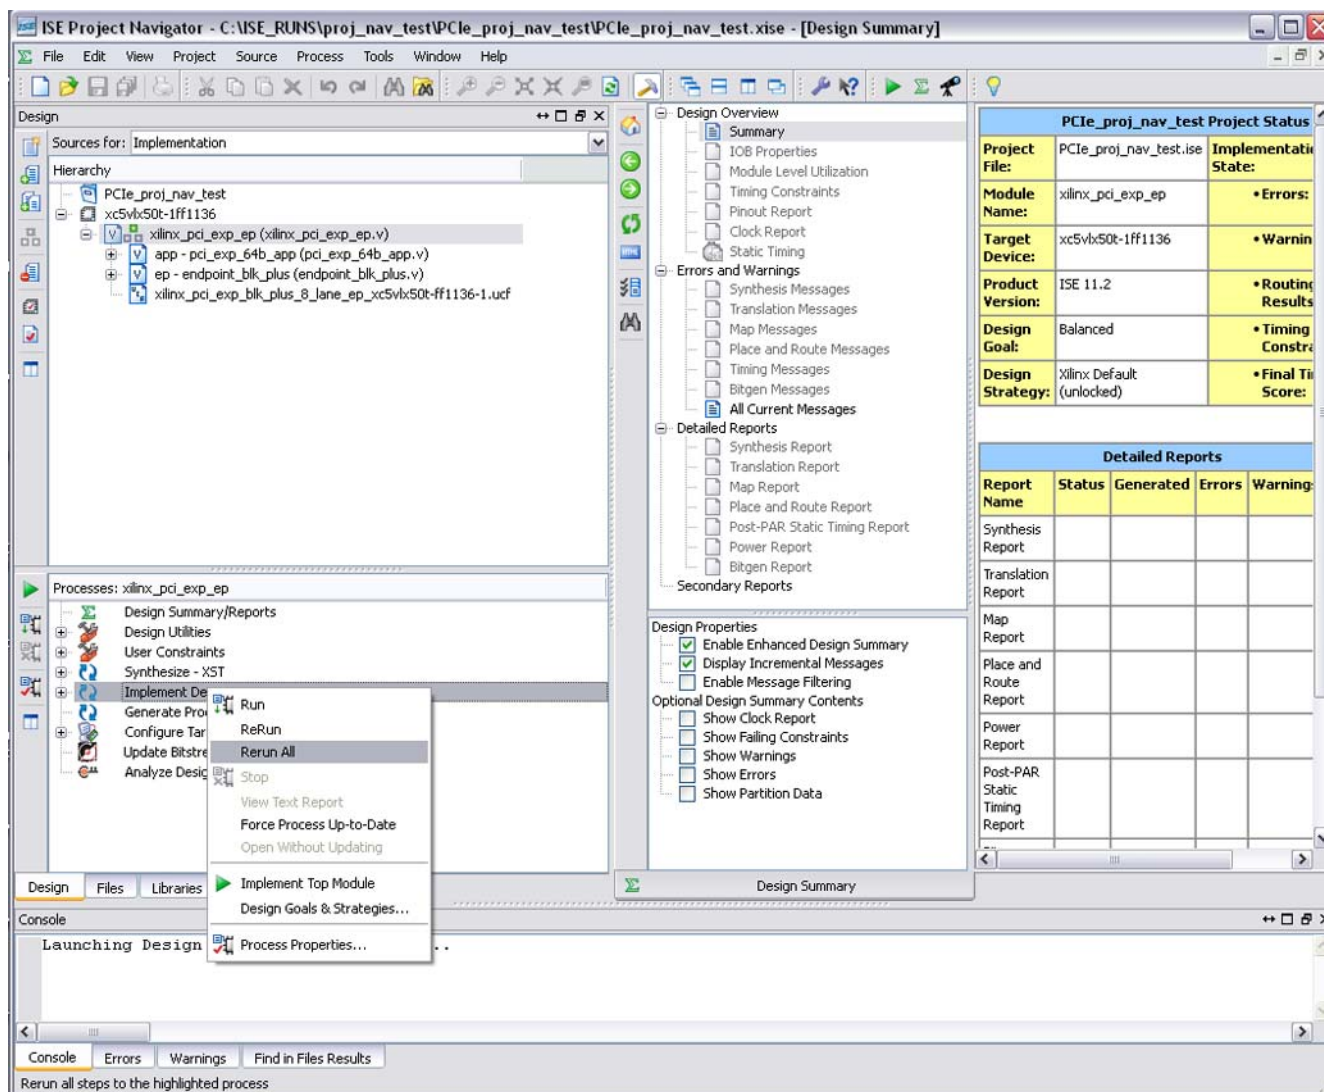 ISE Project Navigator - C:\ISE_RUNS\proj_nav_test\PCIe_proj_nav_test\PCIe_proj_nav_test.xise - [Design Summary]
File Edit View Project Source Process Tools Window Help
Design
Sources for: Implementation
Hierarchy
PCIe_proj_nav_test
xc5vlx50t-1ff1136
xilinx_pci_exp_ep (xilinx_pci_exp_ep.v)
app - pci_exp_64b_app (pci_exp_64b_app.v)
ep - endpoint_blk_plus (endpoint_blk_plus.v)
xilinx_pci_exp_blk_plus_8_lane_ep_xc5vlx50t-ff1136-1.ucf
Processes: xilinx_pci_exp_ep
Design Summary/Reports
Design Utilities
User Constraints
Synthesize - XST
Implement De
Generate Pro
Configure Tar
Update Bitstre
Analyze Desig
Run
ReRun
Rerun All
Stop
View Text Report
Force Process Up-to-Date
Open Without Updating
Implement Top Module
Design Goals & Strategies...
Process Properties...
Design Files Libraries
Design Overview
Summary
IOB Properties
Module Level Utilization
Timing Constraints
Pinout Report
Clock Report
Static Timing
Errors and Warnings
Synthesis Messages
Translation Messages
Map Messages
Place and Route Messages
Timing Messages
Bitgen Messages
All Current Messages
Detailed Reports
Synthesis Report
Translation Report
Map Report
Place and Route Report
Post-PAR Static Timing Report
Power Report
Bitgen Report
Secondary Reports
Design Properties
Enable Enhanced Design Summary
Display Incremental Messages
Enable Message Filtering
Optional Design Summary Contents
Show Clock Report
Show Failing Constraints
Show Warnings
Show Errors
Show Partition Data
Design Summary
PCIe_proj_nav_test Project Status
Project File: PCIe_proj_nav_test.ise Implementati State:
Module Name: xilinx_pci_exp_ep • Errors:
Target Device: xc5vlx50t-1ff1136 • Warnin
Product Version: ISE 11.2 • Routing Results
Design Goal: Balanced • Timing Constra
Design Strategy: Xilinx Default (unlocked) • Final Ti Score:
Detailed Reports
Report Name Status Generated Errors Warning
Synthesis Report
Translation Report
Map Report
Place and Route Report
Power Report
Post-PAR Static Timing Report
Console
Launching Design ..
Console Errors Warnings Find in Files Results
Rerun all steps to the highlighted process